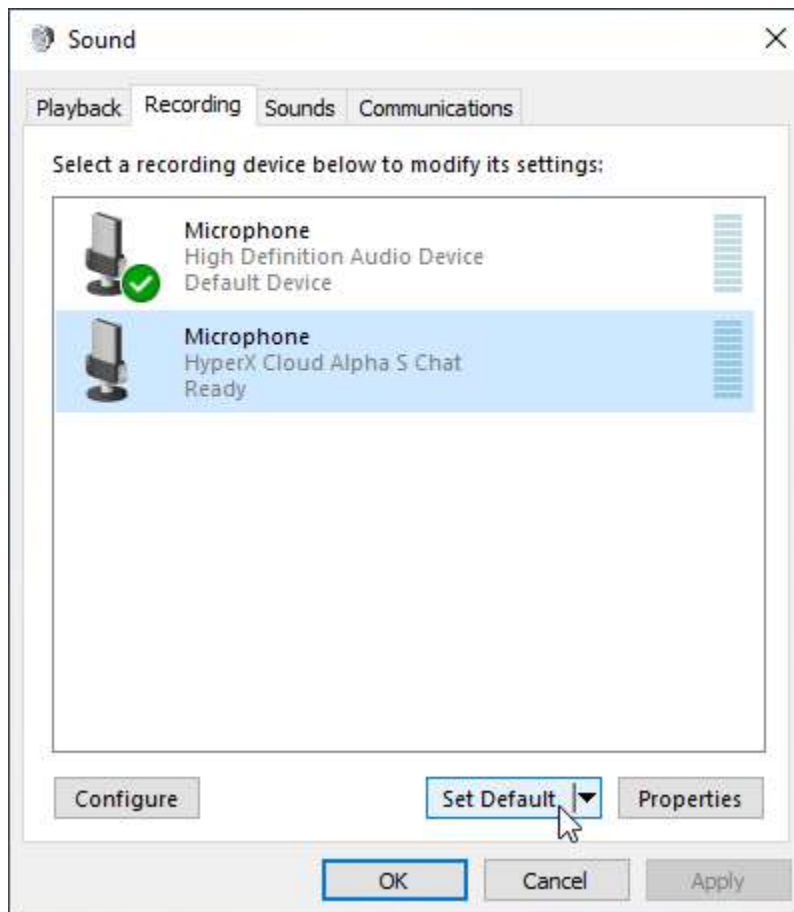 Sound
Playback Recording Sounds Communications
Select a recording device below to modify its settings:
Microphone
High Definition Audio Device
Default Device
Microphone
HyperX Cloud Alpha S Chat
Ready
Configure Set Default Properties
OK Cancel Apply